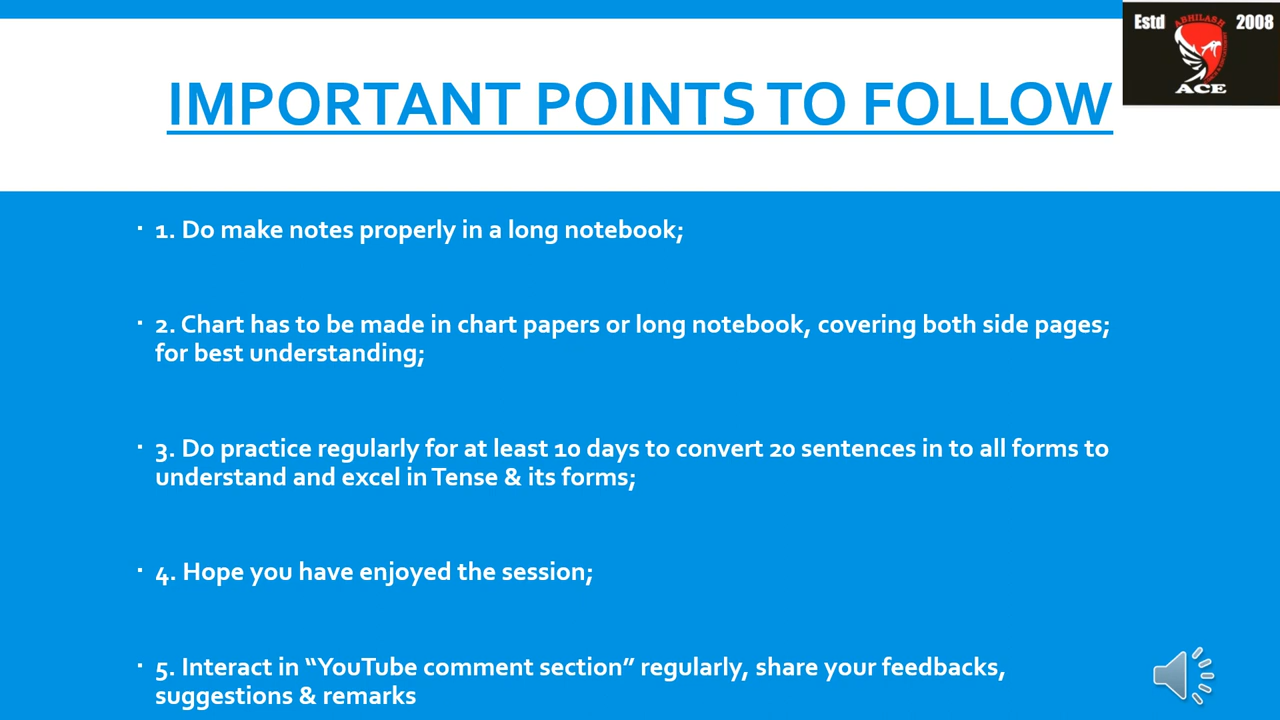 Estd 2008
ABHILASH
ACE
IMPORTANT POINTS TO FOLLOW
1. Do make notes properly in a long notebook;
2. Chart has to be made in chart papers or long notebook, covering both side pages;
for best understanding;
3. Do practice regularly for at least 10 days to convert 20 sentences in to all forms to
understand and excel in Tense & its forms;
4. Hope you have enjoyed the session;
5. Interact in “YouTube comment section” regularly, share your feedbacks,
suggestions & remarks